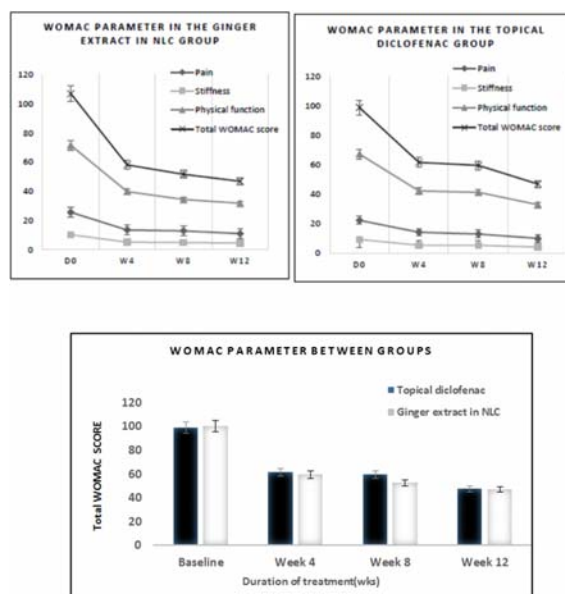 WOMAC PARAMETER IN THE GINGER
EXTRACT IN NLC GROUP
Pain
Stiffness
Physical function
Total WOMAC score
120
100
80
60
40
20
0
D0
W4
W8
W12
WOMAC PARAMETER IN THE TOPICAL
DICLOFENAC GROUP
Pain
Stiffness
Physical function
Total WOMAC score
120
100
80
60
40
20
0
D0
W4
W8
W12
WOMAC PARAMETER BETWEEN GROUPS
Topical diclofenac
Ginger extract in NLC
Total WOMAC SCORE
120
100
80
60
40
20
0
Baseline
Week 4
Week 8
Week 12
Duration of treatment(wks)